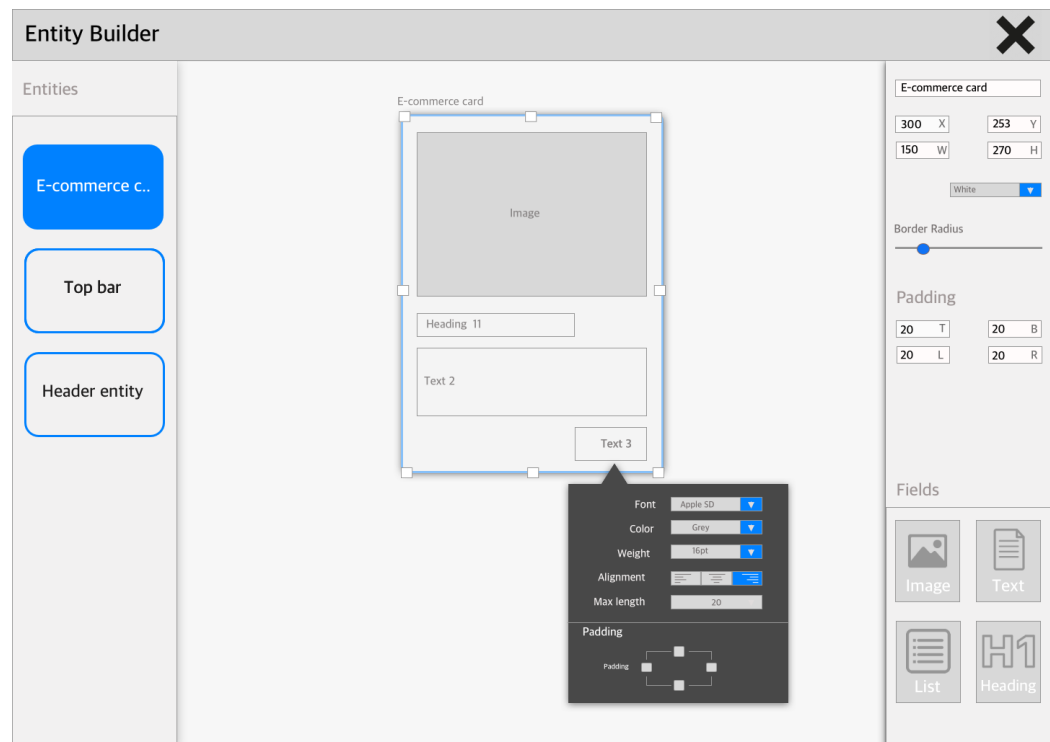 Entity Builder
Entities
E-commerce c..
Top bar
Header entity
E-commerce card
Image
Heading 11
Text 2
Text 3
Font Apple SD
Color Grey
Weight 16pt
Alignment
Max length 20
Padding
Padding
E-commerce card
300 X 253 Y
150 W 270 H
White
Border Radius
Padding
20 T 20 B
20 L 20 R
Fields
Image Text
H1
List Heading